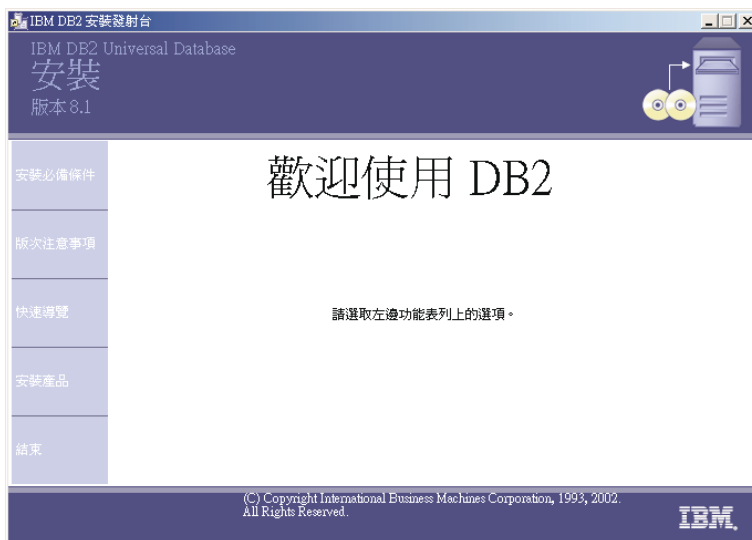 IBM DB2 安裝發射台
IBM DB2 Universal Database
安裝
版本 8.1
安裝必備條件
版次注意事項
快速導覽
安裝產品
結束
歡迎使用 DB2
請選取左邊功能表列上的選項。
(C) Copyright International Business Machines Corporation, 1993, 2002.
All Rights Reserved.
IBM.